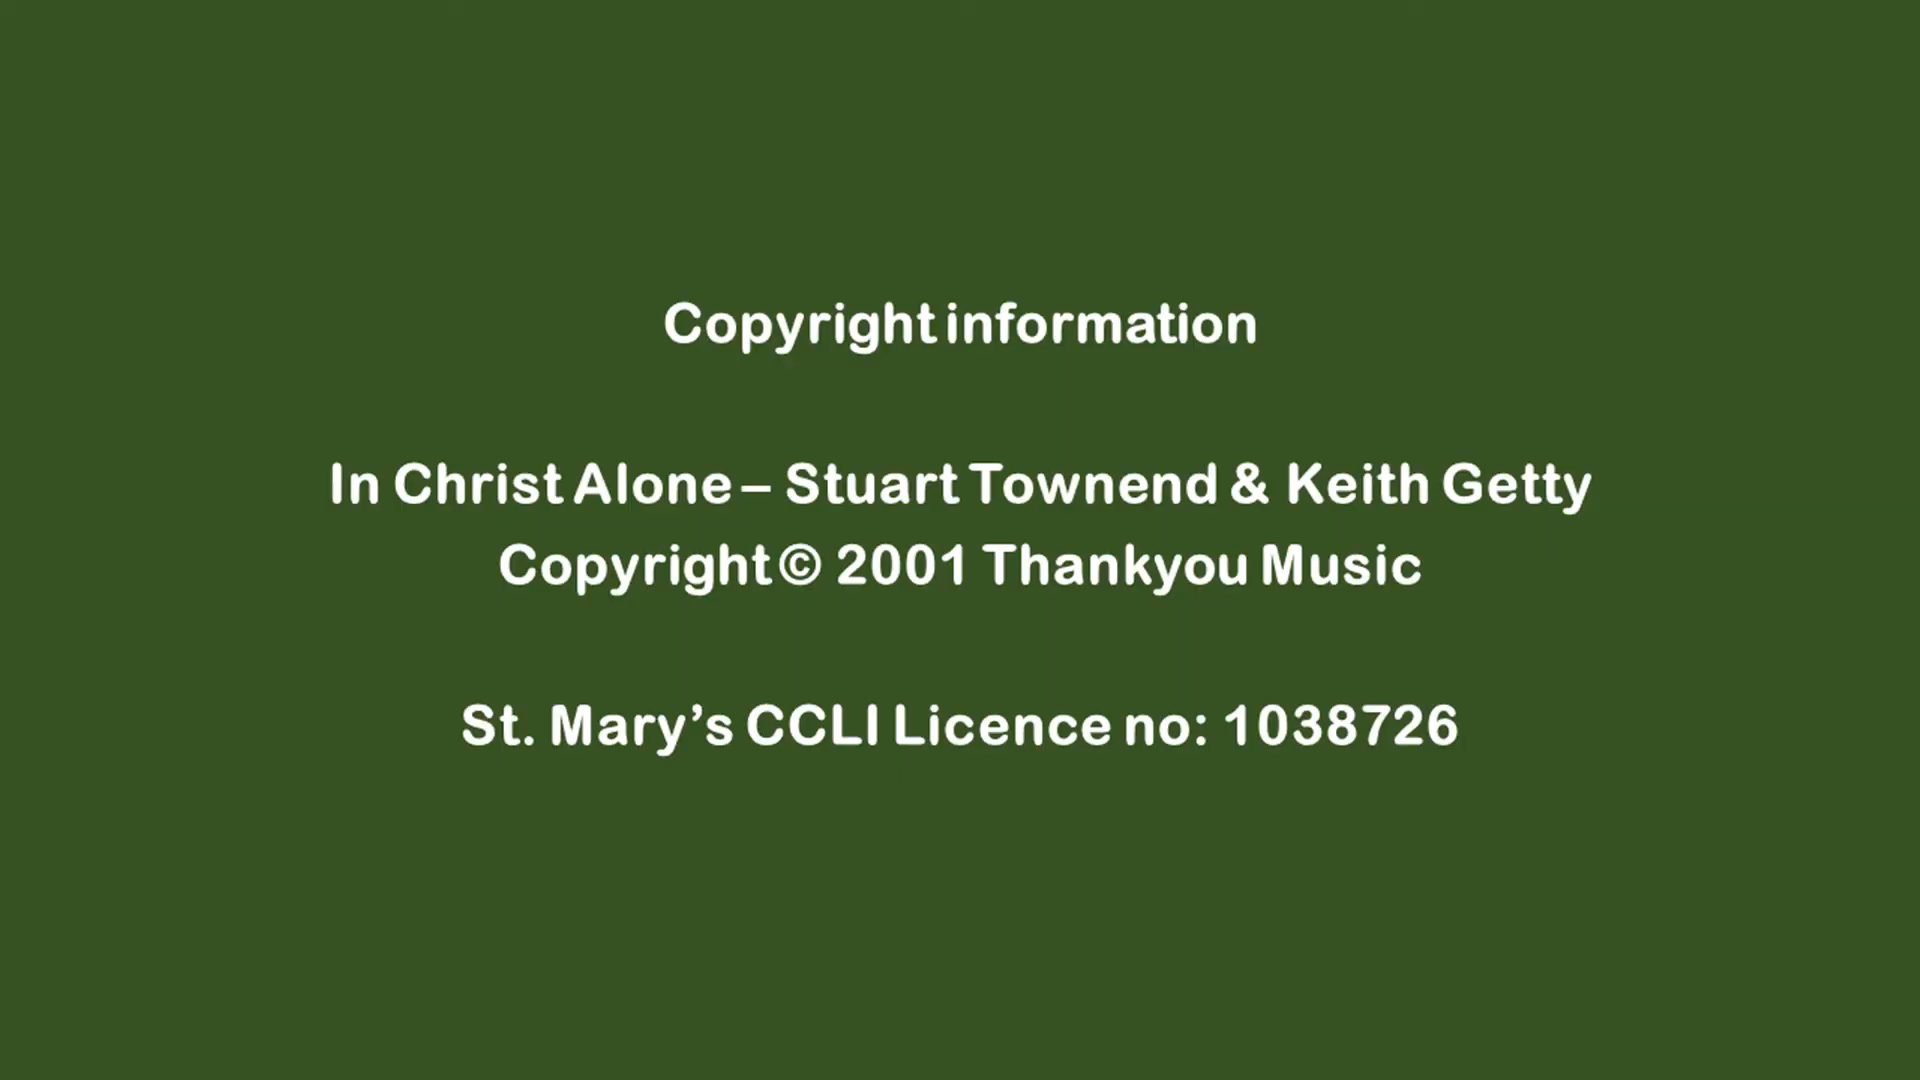 Copyright information
In Christ Alone – Stuart Townend & Keith Getty
Copyright © 2001 Thankyou Music
St. Mary’s CCLI Licence no: 1038726